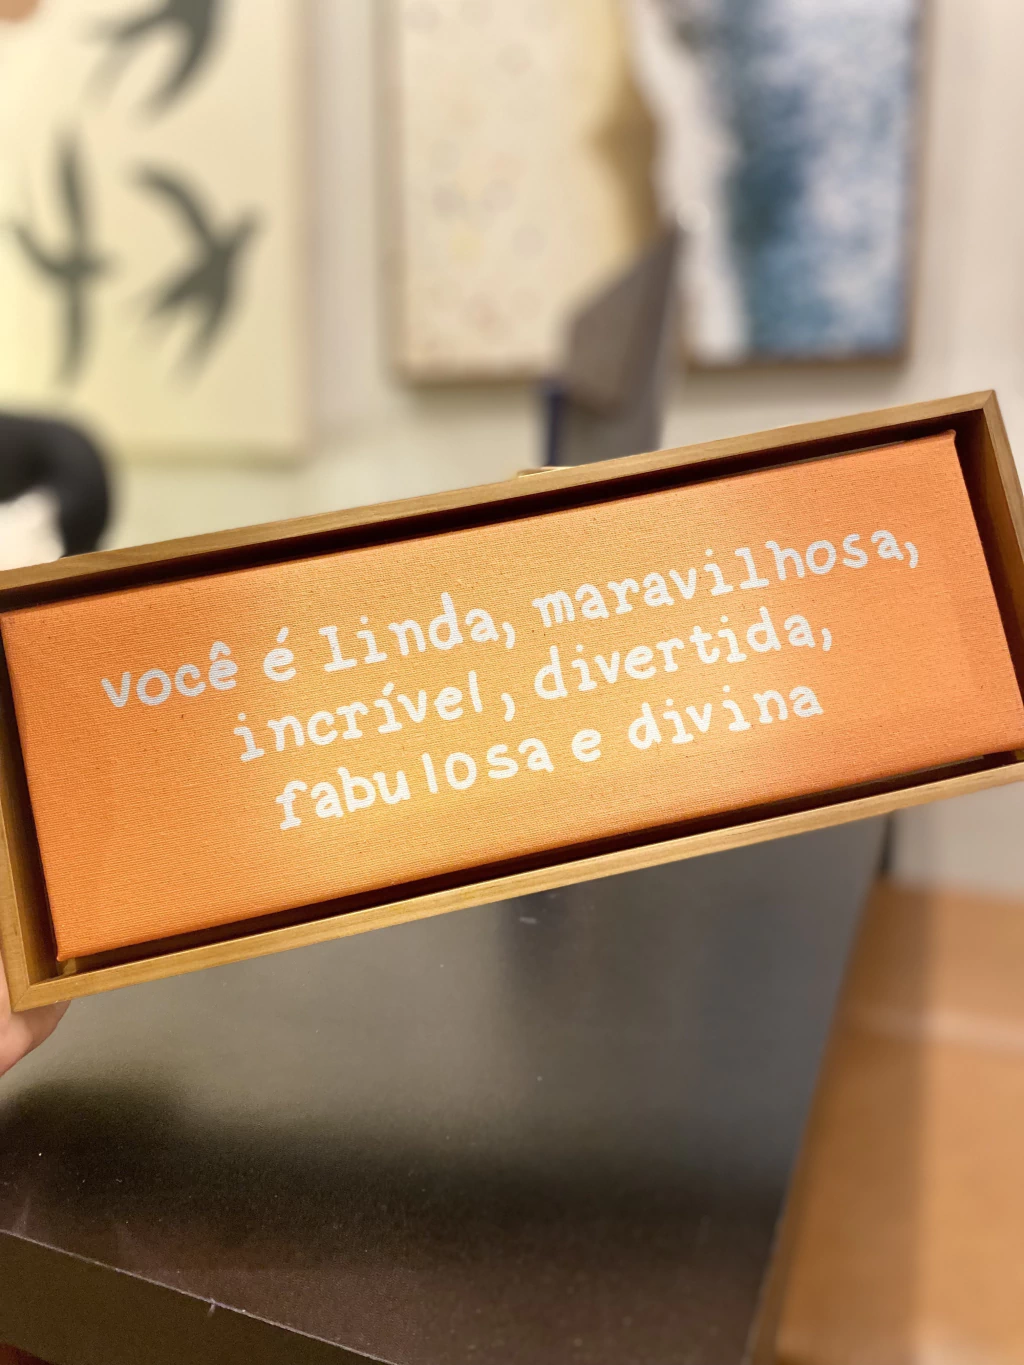 você é linda, maravilhosa,
incrível, divertida,
fabulosa e divina